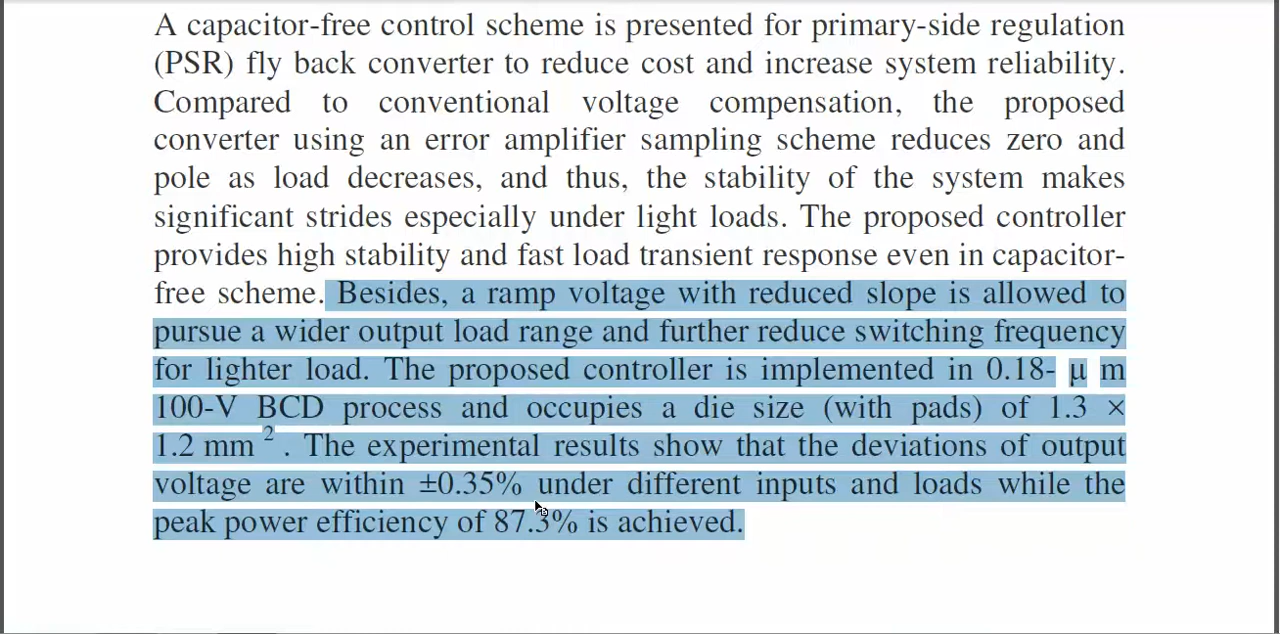 A capacitor-free control scheme is presented for primary-side regulation
(PSR) fly back converter to reduce cost and increase system reliability.
Compared to conventional voltage compensation, the proposed
converter using an error amplifier sampling scheme reduces zero and
pole as load decreases, and thus, the stability of the system makes
significant strides especially under light loads. The proposed controller
provides high stability and fast load transient response even in capacitor-
free scheme. Besides, a ramp voltage with reduced slope is allowed to
pursue a wider output load range and further reduce switching frequency
for lighter load. The proposed controller is implemented in 0.18- μ m
100-V BCD process and occupies a die size (with pads) of 1.3 ×
1.2 mm ² . The experimental results show that the deviations of output
voltage are within ±0.35% under different inputs and loads while the
peak power efficiency of 87.3% is achieved.